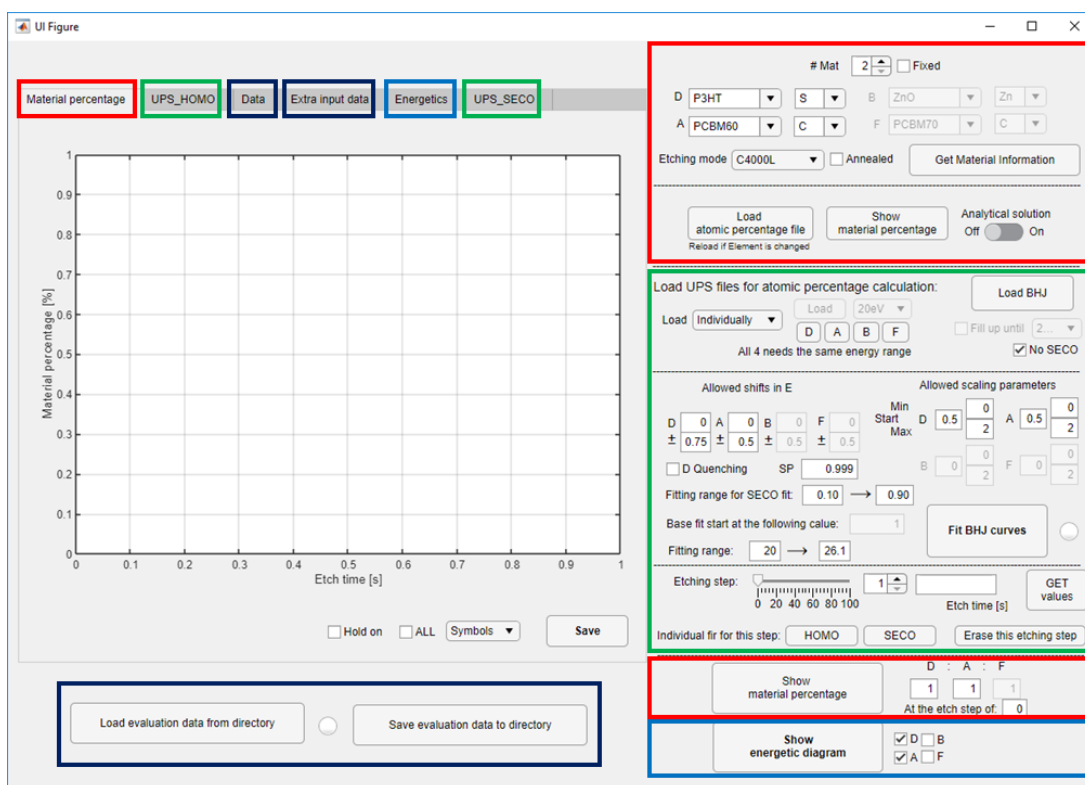 UI Figure
Material percentage UPS_HOMO Data Extra input data Energetics UPS_SECO
1
0.9
0.8
0.7
0.6
0.5
0.4
0.3
0.2
0.1
0
Material percentage [%]
0 0.1 0.2 0.3 0.4 0.5 0.6 0.7 0.8 0.9 1
Etch time [s]
Hold on ALL Symbols Save
Load evaluation data from directory Save evaluation data to directory
# Mat 2 Fixed
D P3HT S B ZnO Zn
A PCBM60 C F PCBM70 C
Etching mode C4000L Annealed Get Material Information
Load
atomic percentage file
Reload if Element is changed
Show
material percentage
Analytical solution
Off On
Load UPS files for atomic percentage calculation: Load BHJ
Load Individually Load 20eV
D A B F Fill up until 2...
All 4 needs the same energy range No SECO
Allowed shifts in E
D 0 A 0 B 0 F 0
± 0.75 ± 0.5 ± 0.5 ± 0.5
Allowed scaling parameters
Min
Start
Max
D 0.5 0 2 A 0.5 0 2
B 0 0 2 F 0 0 2
D Quenching SP 0.999
Fitting range for SECO fit: 0.10 → 0.90
Base fit start at the following calue: 1
Fit BHJ curves
Fitting range: 20 → 26.1
Etching step: 0 20 40 60 80 100 1
Etch time [s]
GET
values
Individual fir for this step: HOMO SECO Erase this etching step
Show
material percentage
D : A : F
1 1 1
At the etch step of: 0
Show
energetic diagram
D B
A F